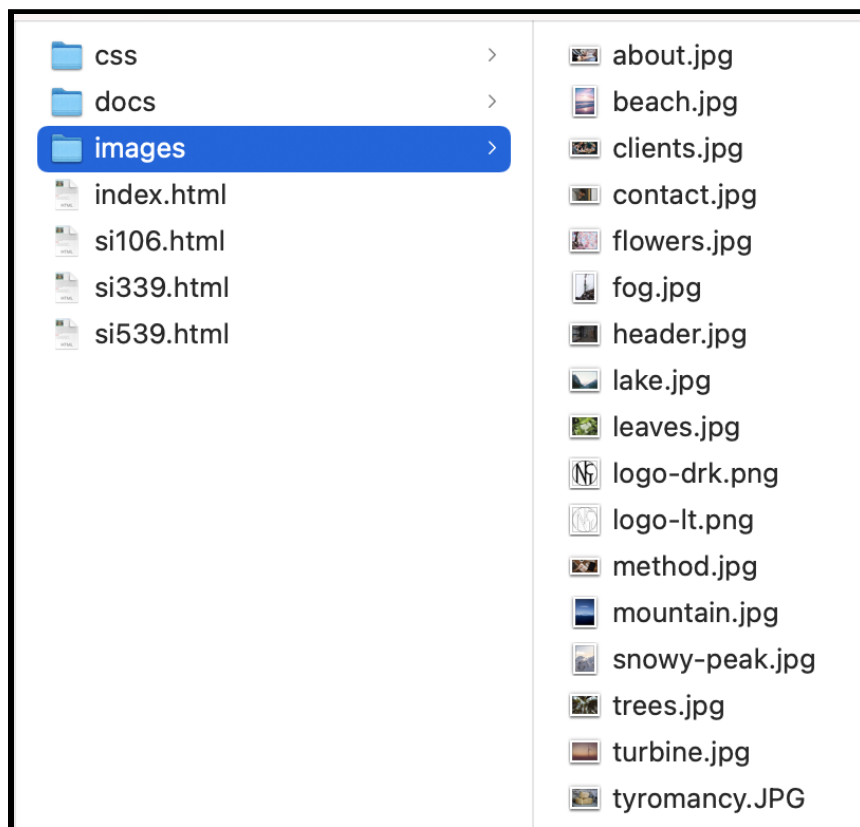 css
docs
images
index.html
si106.html
si339.html
si539.html
about.jpg
beach.jpg
clients.jpg
contact.jpg
flowers.jpg
fog.jpg
header.jpg
lake.jpg
leaves.jpg
logo-drk.png
logo-lt.png
method.jpg
mountain.jpg
snowy-peak.jpg
trees.jpg
turbine.jpg
tyromancy.JPG